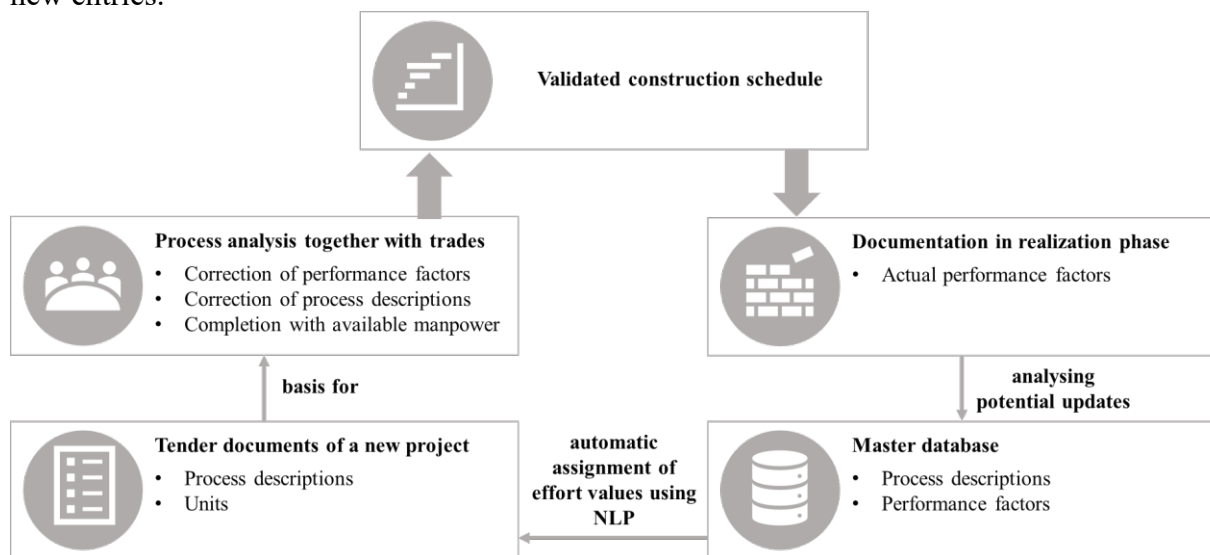 new entries.
Validated construction schedule
Process analysis together with trades
• Correction of performance factors
• Correction of process descriptions
• Completion with available manpower
Documentation in realization phase
• Actual performance factors
basis for
analysing
potential updates
Tender documents of a new project
• Process descriptions
• Units
automatic
assignment of
effort values using
NLP
Master database
• Process descriptions
• Performance factors